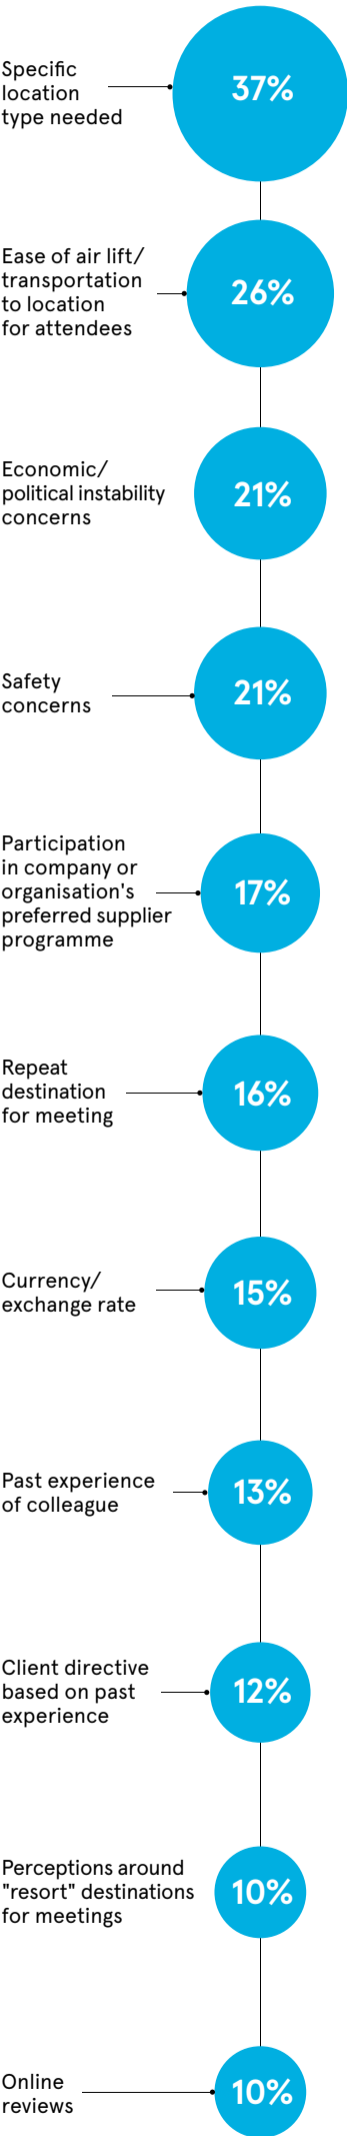 Specific
location
type needed
37%
Ease of air lift/
transportation
to location
for attendees
26%
Economic/
political instability
concerns
21%
Safety
concerns
21%
Participation
in company or
organisation's
preferred supplier
programme
17%
Repeat
destination
for meeting
16%
Currency/
exchange rate
15%
Past experience
of colleague
13%
Client directive
based on past
experience
12%
Perceptions around
"resort" destinations
for meetings
10%
Online
reviews
10%